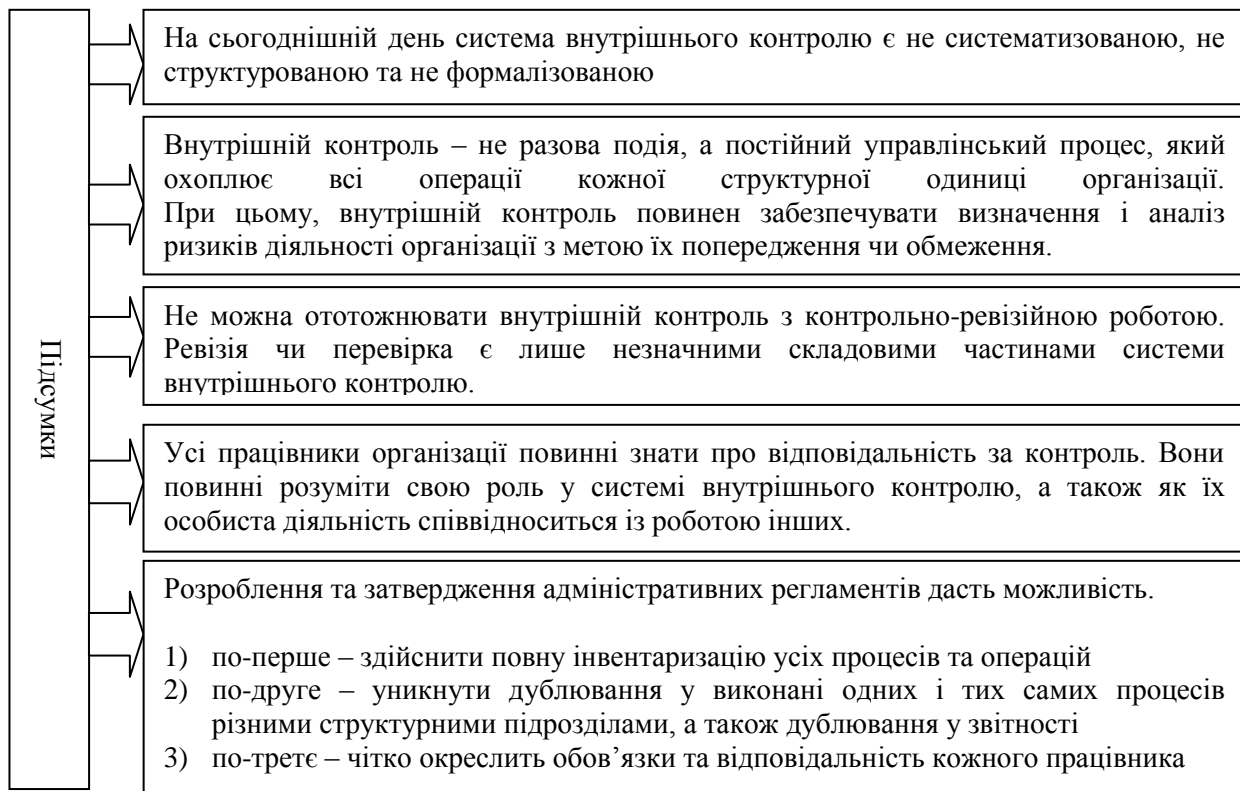 Підсумки
На сьогоднішній день система внутрішнього контролю є не систематизованою, не
структурованою та не формалізованою
Внутрішній контроль – не разова подія, а постійний управлінський процес, який
охоплює всі операції кожної структурної одиниці організації.
При цьому, внутрішній контроль повинен забезпечувати визначення і аналіз
ризиків діяльності організації з метою їх попередження чи обмеження.
Не можна ототожнювати внутрішній контроль з контрольно-ревізійною роботою.
Ревізія чи перевірка є лише незначними складовими частинами системи
внутрішнього контролю.
Усі працівники організації повинні знати про відповідальність за контроль. Вони
повинні розуміти свою роль у системі внутрішнього контролю, а також як їх
особиста діяльність співвідноситься із роботою інших.
Розроблення та затвердження адміністративних регламентів дасть можливість.
1) по-перше – здійснити повну інвентаризацію усіх процесів та операцій
2) по-друге – уникнути дублювання у виконані одних і тих самих процесів
різними структурними підрозділами, а також дублювання у звітності
3) по-третє – чітко окреслить обов’язки та відповідальність кожного працівника